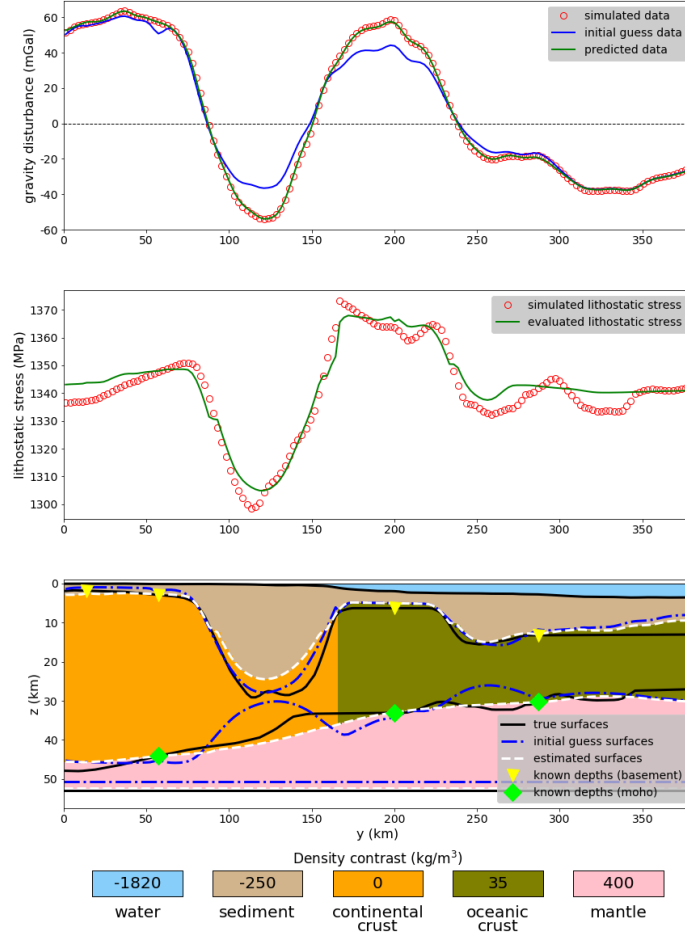 60
40
20
0
-20
-40
-60
gravity disturbance (mGal)
simulated data
initial guess data
predicted data
0 50 100 150 200 250 300 350
1370
1360
1350
1340
1330
1320
1310
1300
lithostatic stress (MPa)
simulated lithostatic stress
evaluated lithostatic stress
0 50 100 150 200 250 300 350
0
10
20
30
40
50
z (km)
true surfaces
initial guess surfaces
estimated surfaces
known depths (basement)
known depths (moho)
0 50 100 150 200 250 300 350
y (km)
Density contrast (kg/m³)
-1820 -250 0 35 400
water sediment continental oceanic mantle
crust crust